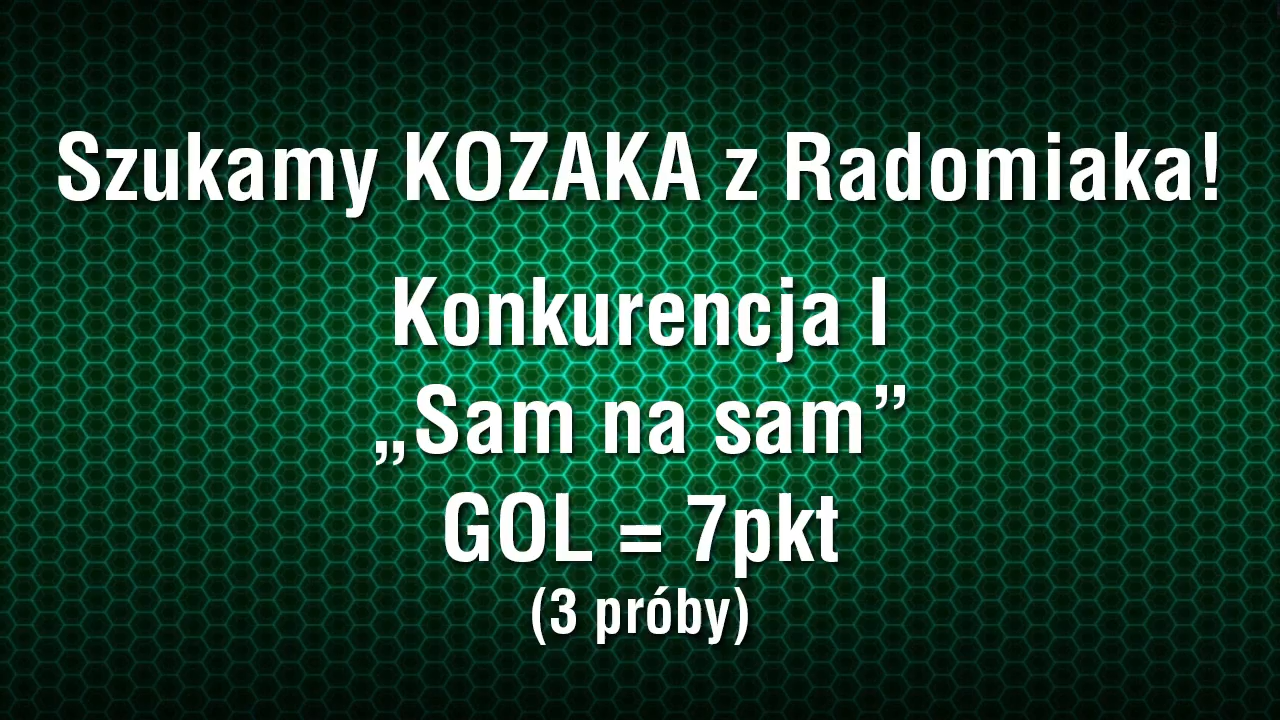 Szukamy KOZAKA z Radomiaka!
Konkurencja I
„Sam na sam”
GOL = 7pkt
(3 próby)